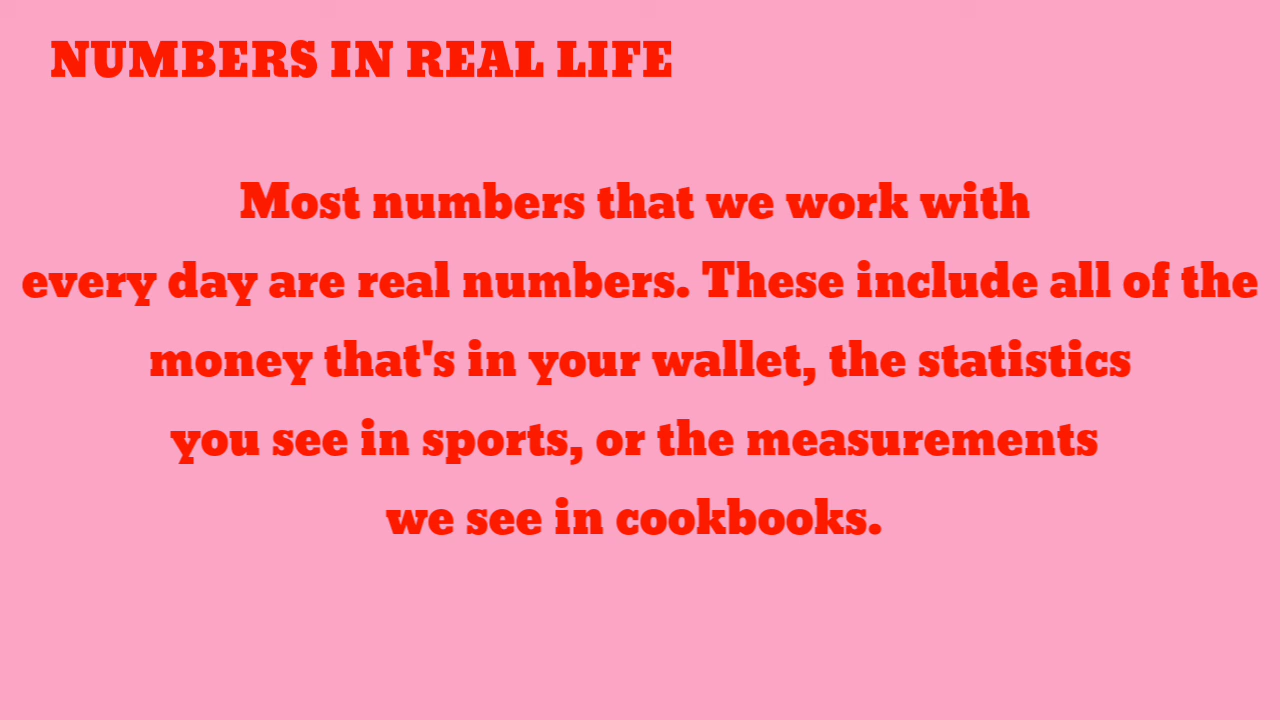 NUMBERS IN REAL LIFE
Most numbers that we work with
every day are real numbers. These include all of the
money that's in your wallet, the statistics
you see in sports, or the measurements
we see in cookbooks.